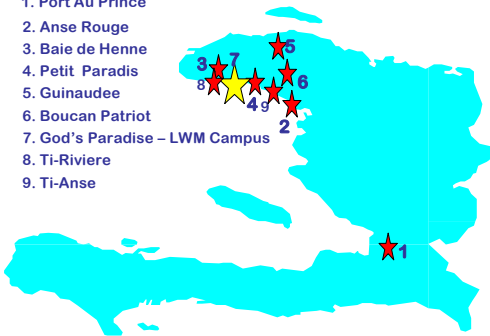 1. Port Au Prince
2. Anse Rouge
3. Baie de Henne
4. Petit  Paradis
5. Guinaudee
6. Boucan Patriot
7. God's Paradise – LWM Campus
8. Ti-Riviere
9. Ti-Anse
5
3 7
8
6
4 9
2
1